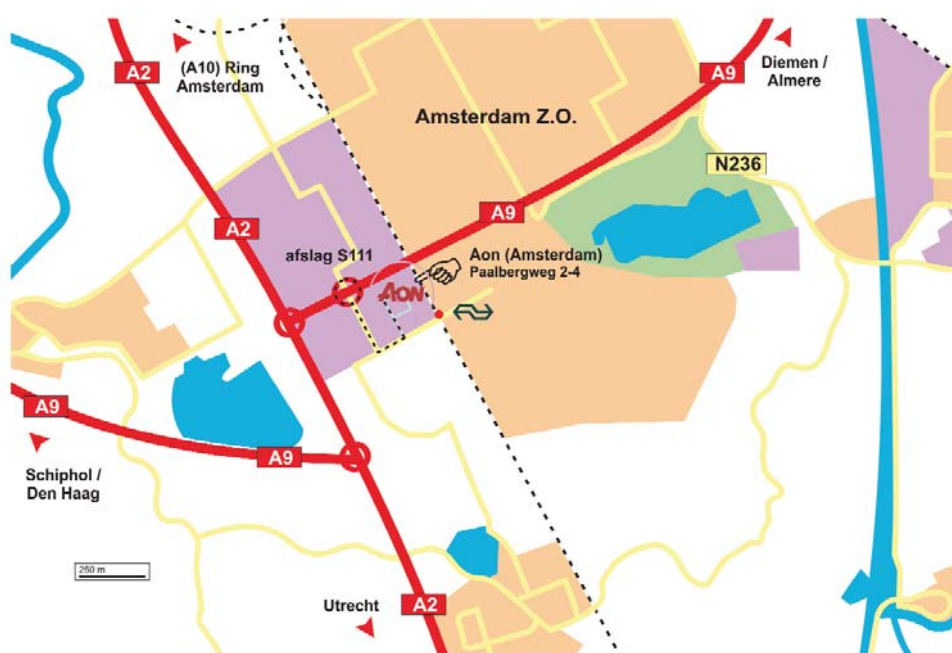 A2
(A10) Ring
Amsterdam
A9
Diemen /
Almere
Amsterdam Z.O.
N236
A2
A9
afslag S111
Aon (Amsterdam)
Paalbergweg 2-4
AON
A9
A9
Schiphol /
Den Haag
250 m
Utrecht
A2